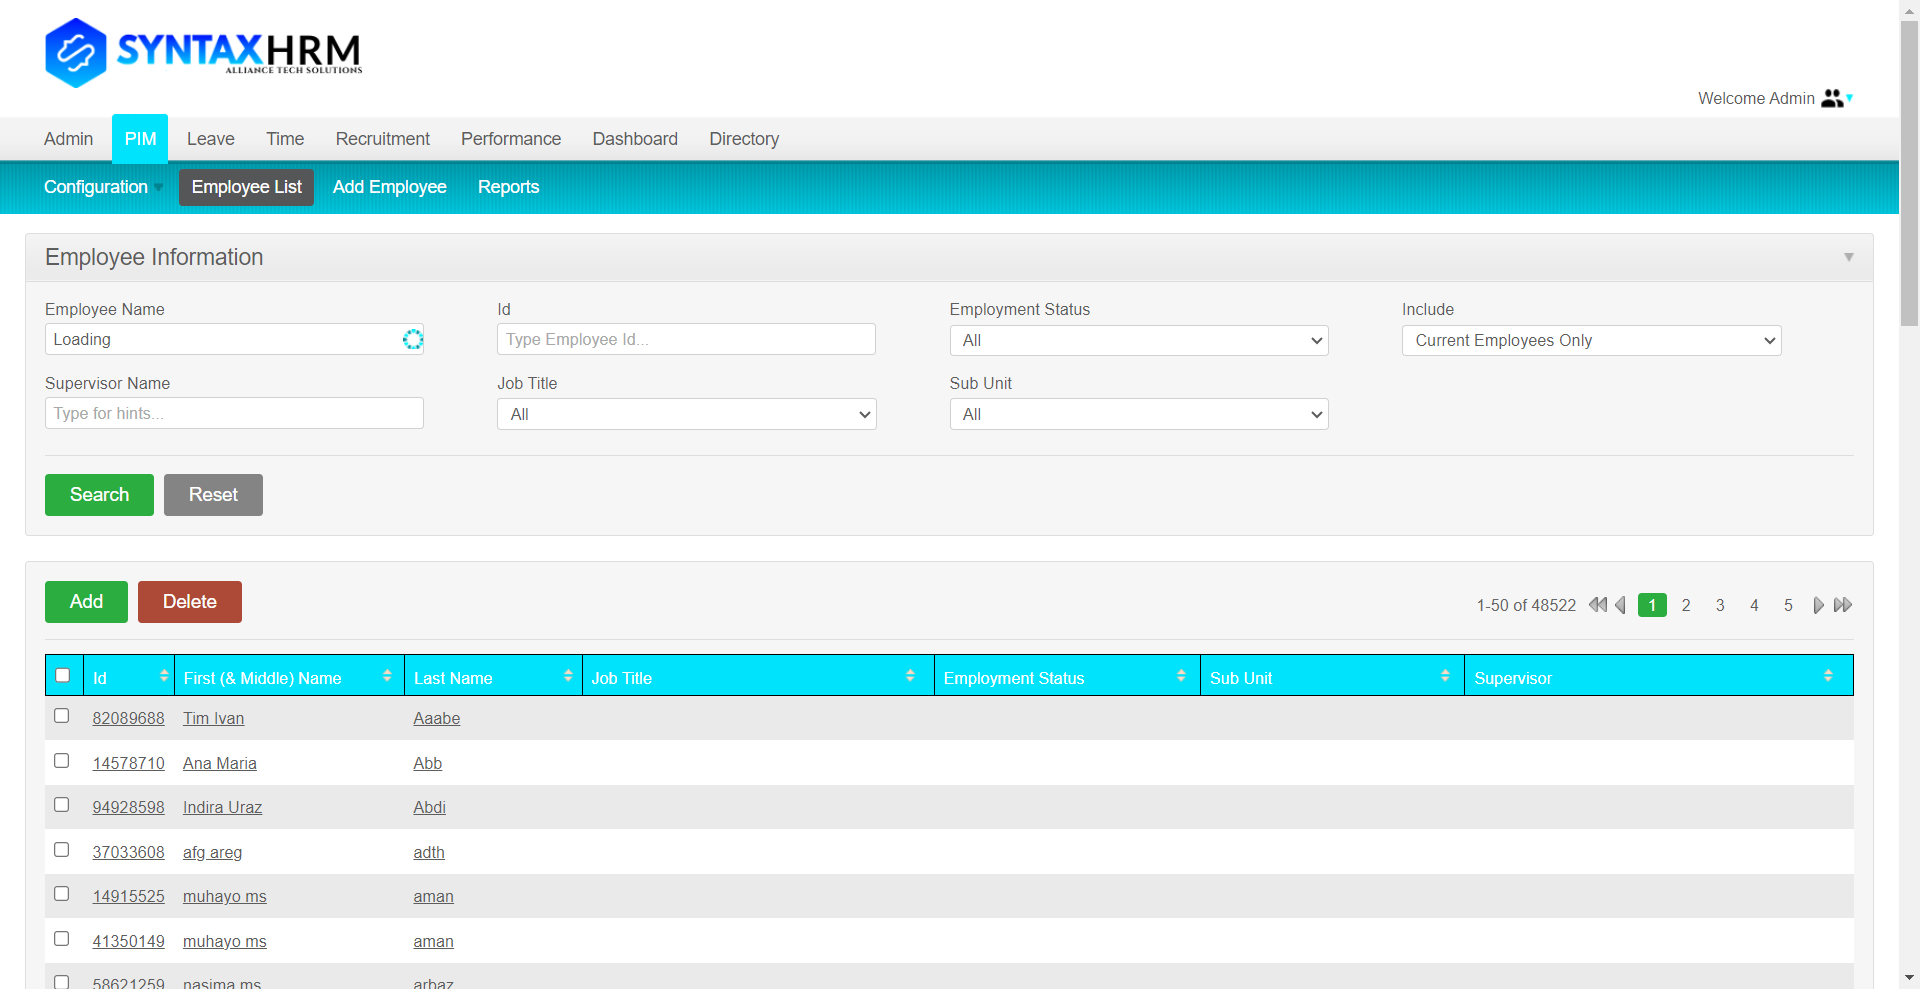 SYNTAXHRM
ALLIANCE TECH SOLUTIONS
Welcome Admin
Admin PIM Leave Time Recruitment Performance Dashboard Directory
Configuration Employee List Add Employee Reports
Employee Information
Employee Name Id Employment Status Include
Loading Type Employee Id... All Current Employees Only
Supervisor Name Job Title Sub Unit
Type for hints... All All
Search Reset
Add Delete 1-50 of 48522 1 2 3 4 5
Id First (& Middle) Name Last Name Job Title Employment Status Sub Unit Supervisor
82089688 Tim Ivan Aaabe
14578710 Ana Maria Abb
94928598 Indira Uraz Abdi
37033608 afg areg adth
14915525 muhayo ms aman
41350149 muhayo ms aman
58621259 nasima ms arbaz